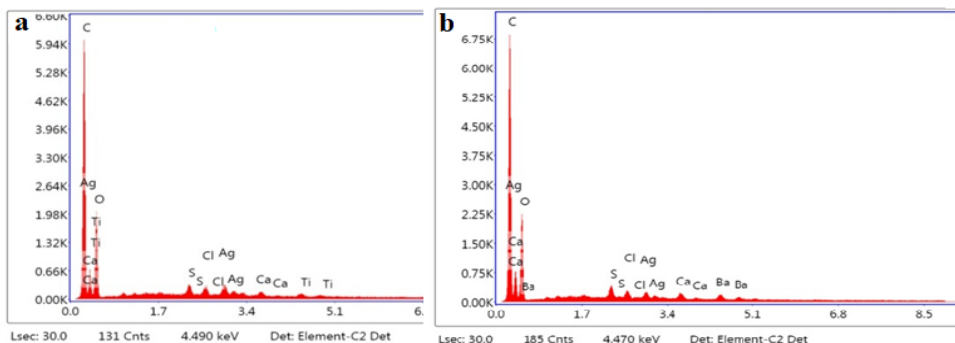 a
6.60K
C
5.94K
5.28K
4.62K
3.96K
3.30K
2.64K
Ag
1.98K
O
Ti
1.32K
Ti
Ca
0.66K
Ca
S
S
Cl
Cl
Ag
Ag
Ca
Ca
Ti
Ti
0.00K
0.0
1.7
3.4
5.1
Lsec: 30.0 131 Cnts 4.490 keV Det: Element-C2 Det
b
C
6.75K
6.00K
5.25K
4.50K
3.75K
3.00K
Ag
2.25K
O
1.50K
Ca
Ca
0.75K
Ba
S
S
Cl
Cl
Ag
Ag
Ca
Ca
Ba
Ba
0.00K
0.0
1.7
3.4
5.1
6.8
8.5
Lsec: 30.0 185 Cnts 4.470 keV Det: Element-C2 Det